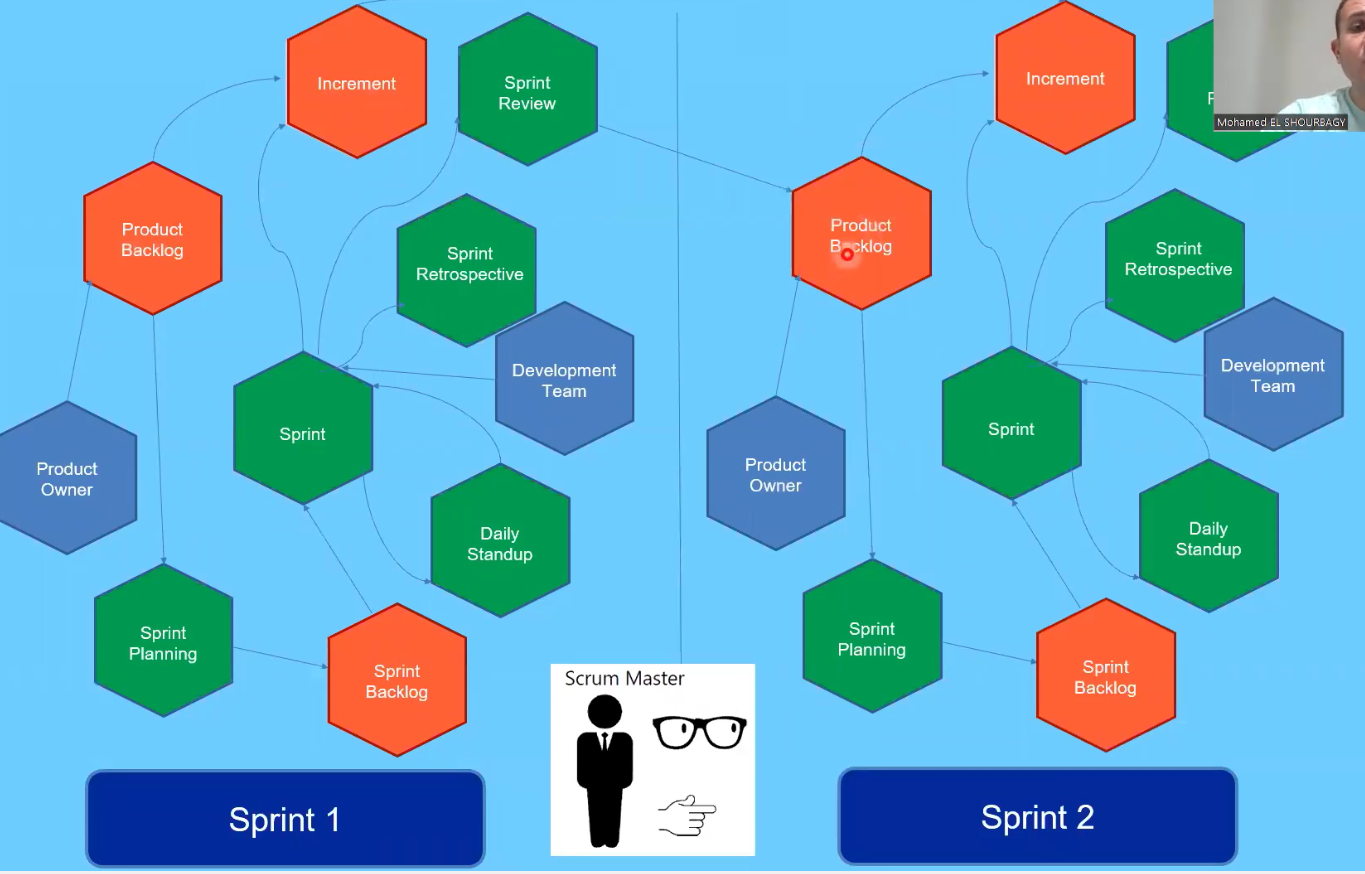 Increment
Sprint
Review
Product
Backlog
Sprint
Retrospective
Development
Team
Sprint
Product
Owner
Daily
Standup
Sprint
Planning
Sprint
Backlog
Sprint 1
Scrum Master
Increment
Mohamed EL SHOURBAGY
Product
Backlog
Sprint
Retrospective
Development
Team
Sprint
Product
Owner
Daily
Standup
Sprint
Planning
Sprint
Backlog
Sprint 2